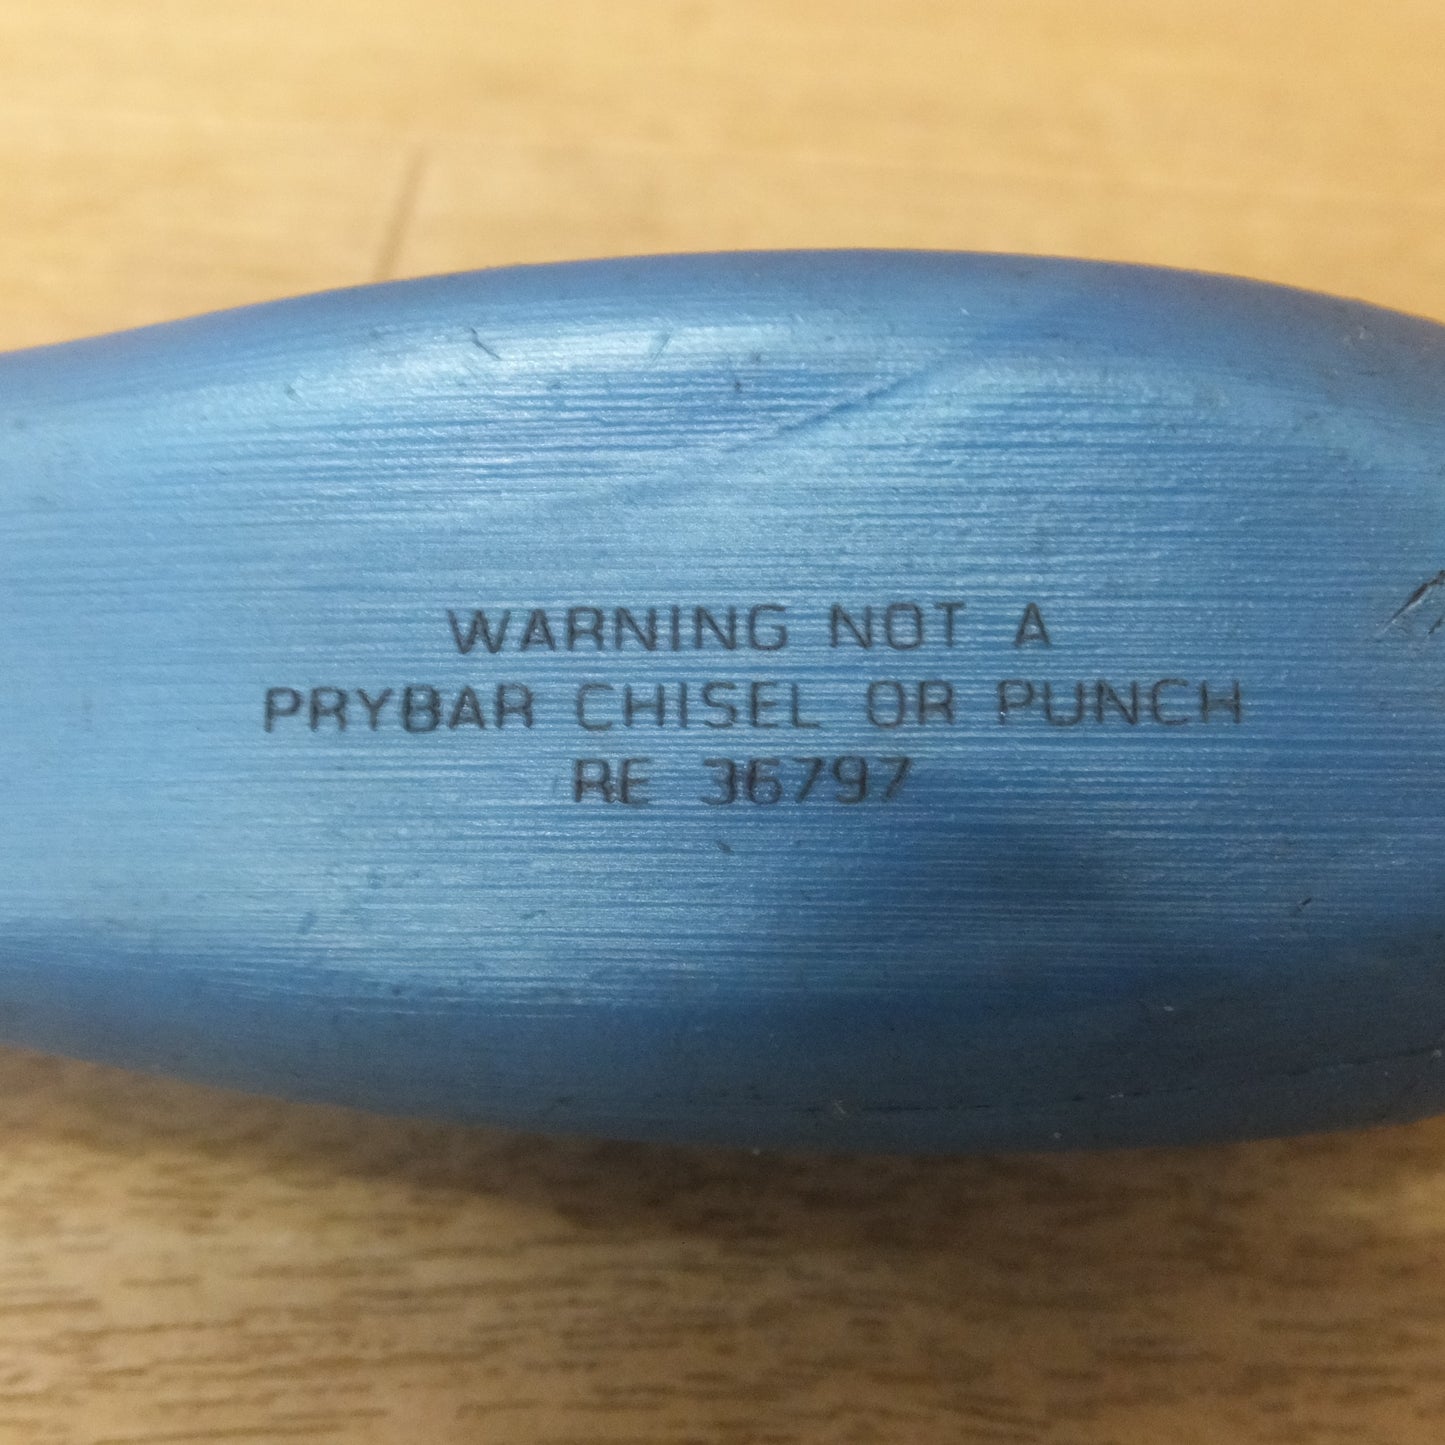 WARNING NOT A
PRYBAR CHISEL OR PUNCH
RE 36797